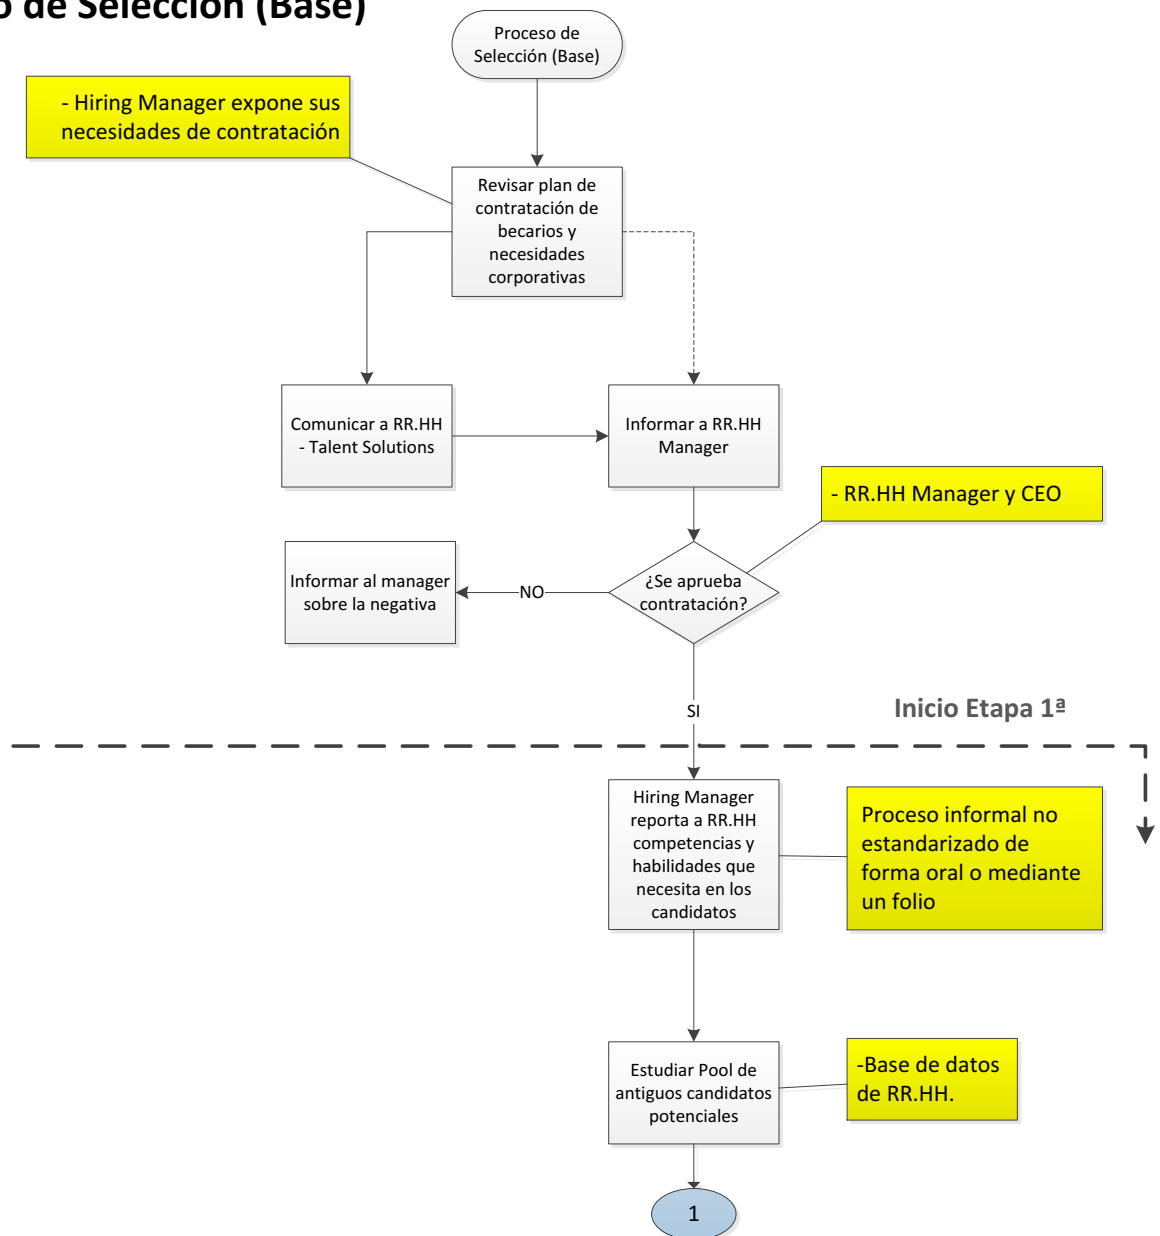 o de Selección (Base)
Proceso de
Selección (Base)
- Hiring Manager expone sus
necesidades de contratación
Revisar plan de
contratación de
becarios y
necesidades
corporativas
Comunicar a RR.HH
- Talent Solutions
Informar a RR.HH
Manager
- RR.HH Manager y CEO
Informar al manager
sobre la negativa
NO
¿Se aprueba
contratación?
SI
Inicio Etapa 1ª
Hiring Manager
reporta a RR.HH
competencias y
habilidades que
necesita en los
candidatos
Proceso informal no
estandarizado de
forma oral o mediante
un folio
Estudiar Pool de
antiguos candidatos
potenciales
-Base de datos
de RR.HH.
1